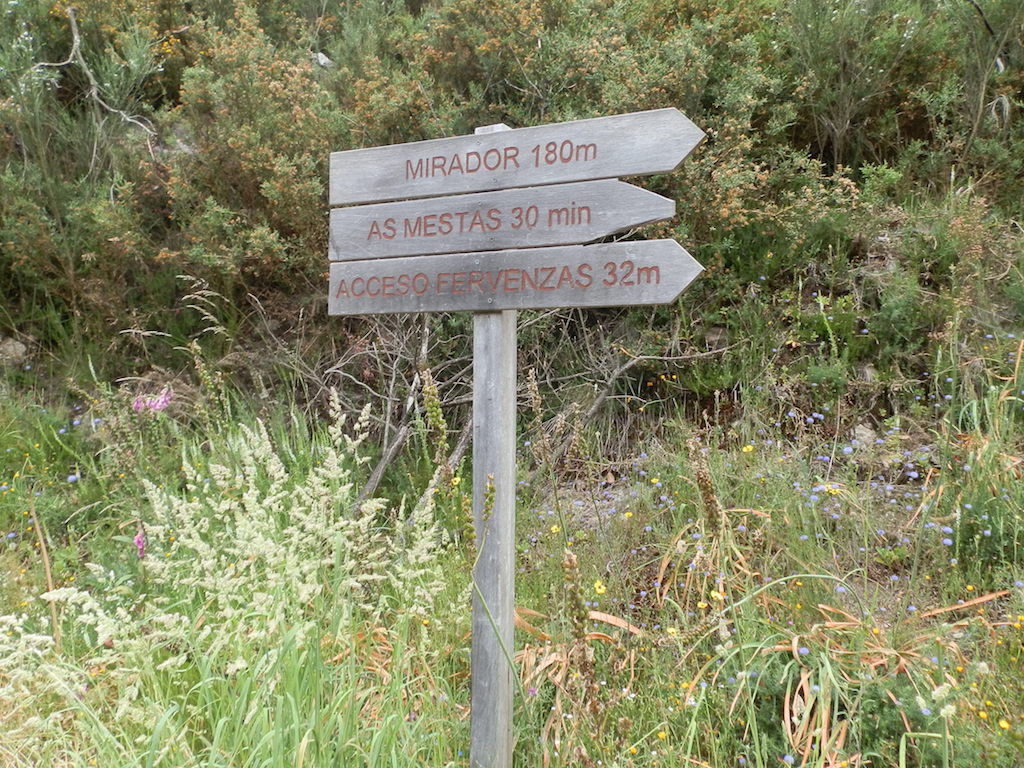 MIRADOR 180m
AS MESTAS 30 min
ACCESO FERVENZAS 32m